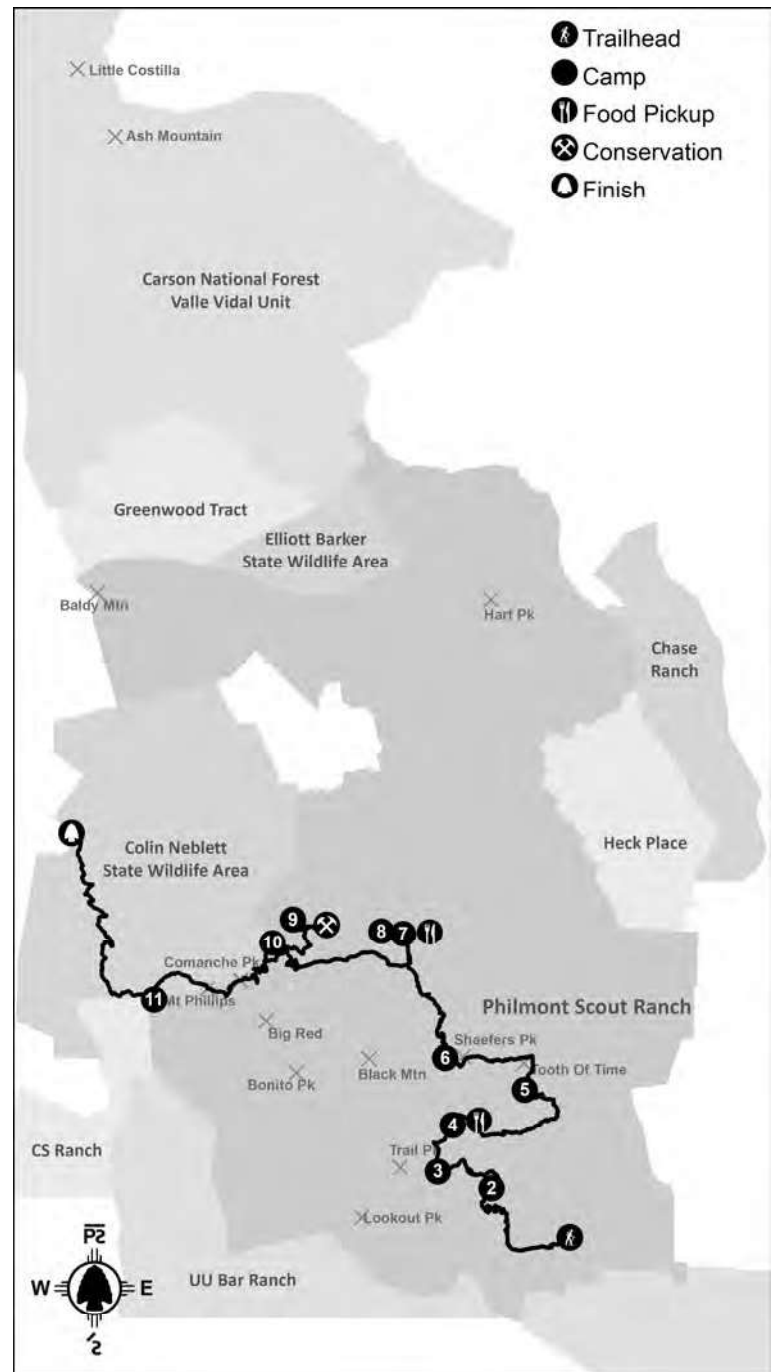 Trailhead
Camp
Food Pickup
Conservation
Finish
Little Costilla
Ash Mountain
Carson National Forest
Valle Vidal Unit
Greenwood Tract
Elliott Barker
State Wildlife Area
Baldy Mtn
Hart Pk
Chase
Ranch
Colin Neblett
State Wildlife Area
Heck Place
9
8
7
10
Comanche Pk
11
Mt Phillips
Philmont Scout Ranch
Big Red
6
Shaefers Pk
Bonito Pk
Black Mtn
Tooth Of Time
5
4
CS Ranch
Trail P
3
2
Lookout Pk
UU Bar Ranch
W
E